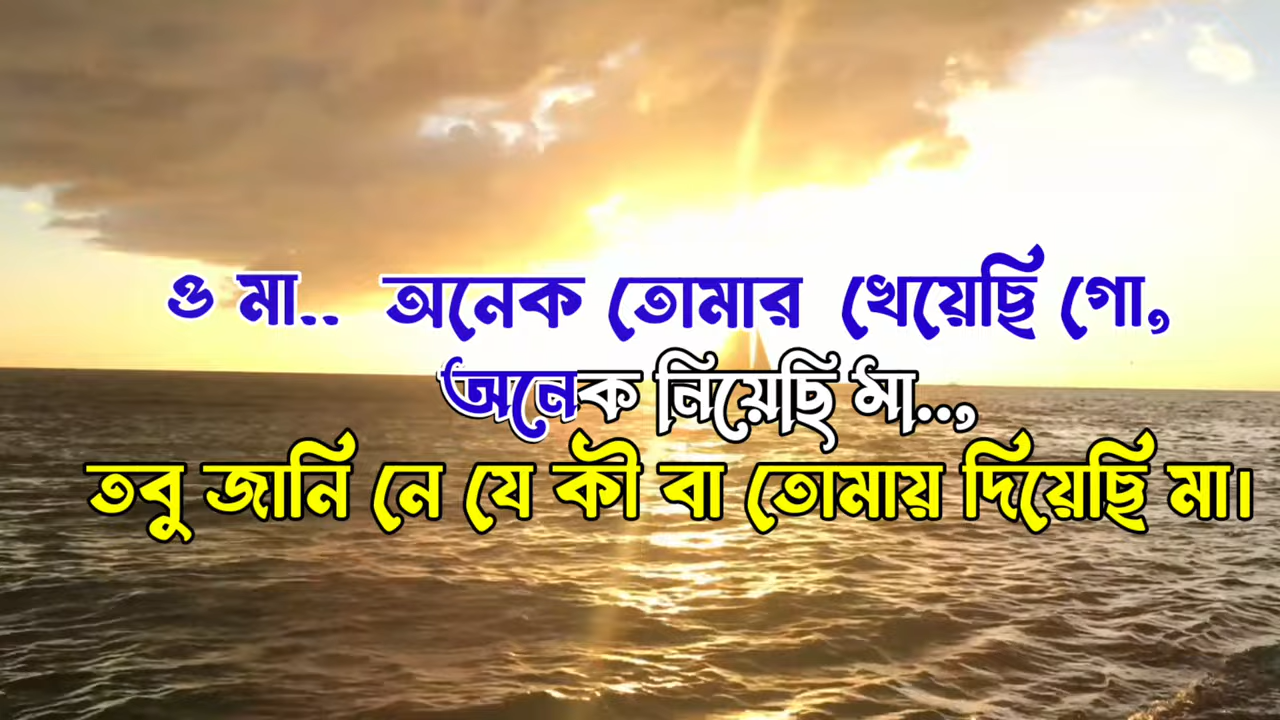 ও মা.. অনেক তোমার খেয়েছি গো,
অনেক নিয়েছি মা..,
তবু জানি নে যে কী বা তোমায় দিয়েছি মা।